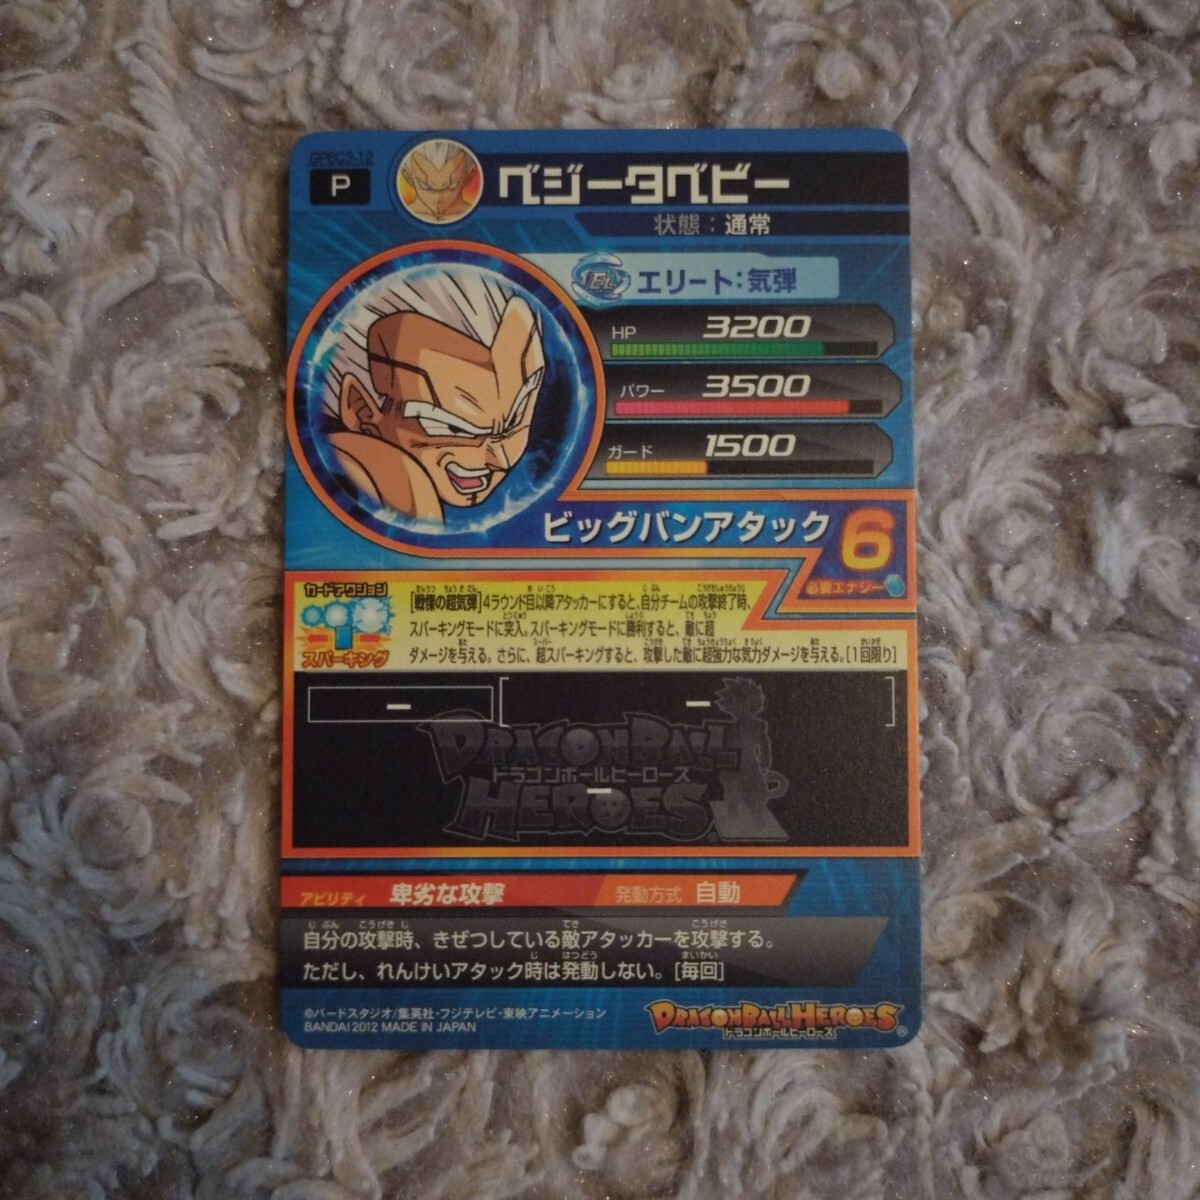 GPBC3-12
P
ベジータベビー
状態：通常
EL エリート：気弾
HP 3200
パワー 3500
ガード 1500
ビッグバンアタック 6
必要エナジー
カードアクション
スパーキング
[戦慄の超気弾]4ラウンド目以降アタッカーにすると、自分チームの攻撃終了時、
スパーキングモードに突入。スパーキングモードに勝利すると、敵に超
ダメージを与える。さらに、超スパーキングすると、攻撃した敵に超強力な気力ダメージを与える。[1回限り]
ー
ー
DRAGON BALL
ドラゴンボールヒーローズ
HEROES
ー
アビリティ 卑劣な攻撃 発動方式 自動
自分の攻撃時、きぜつしている敵アタッカーを攻撃する。
ただし、れんけいアタック時は発動しない。[毎回]
©バードスタジオ/集英社・フジテレビ・東映アニメーション
BANDAI 2012 MADE IN JAPAN
DRAGON BALL HEROES
ドラゴンボールヒーローズ
®